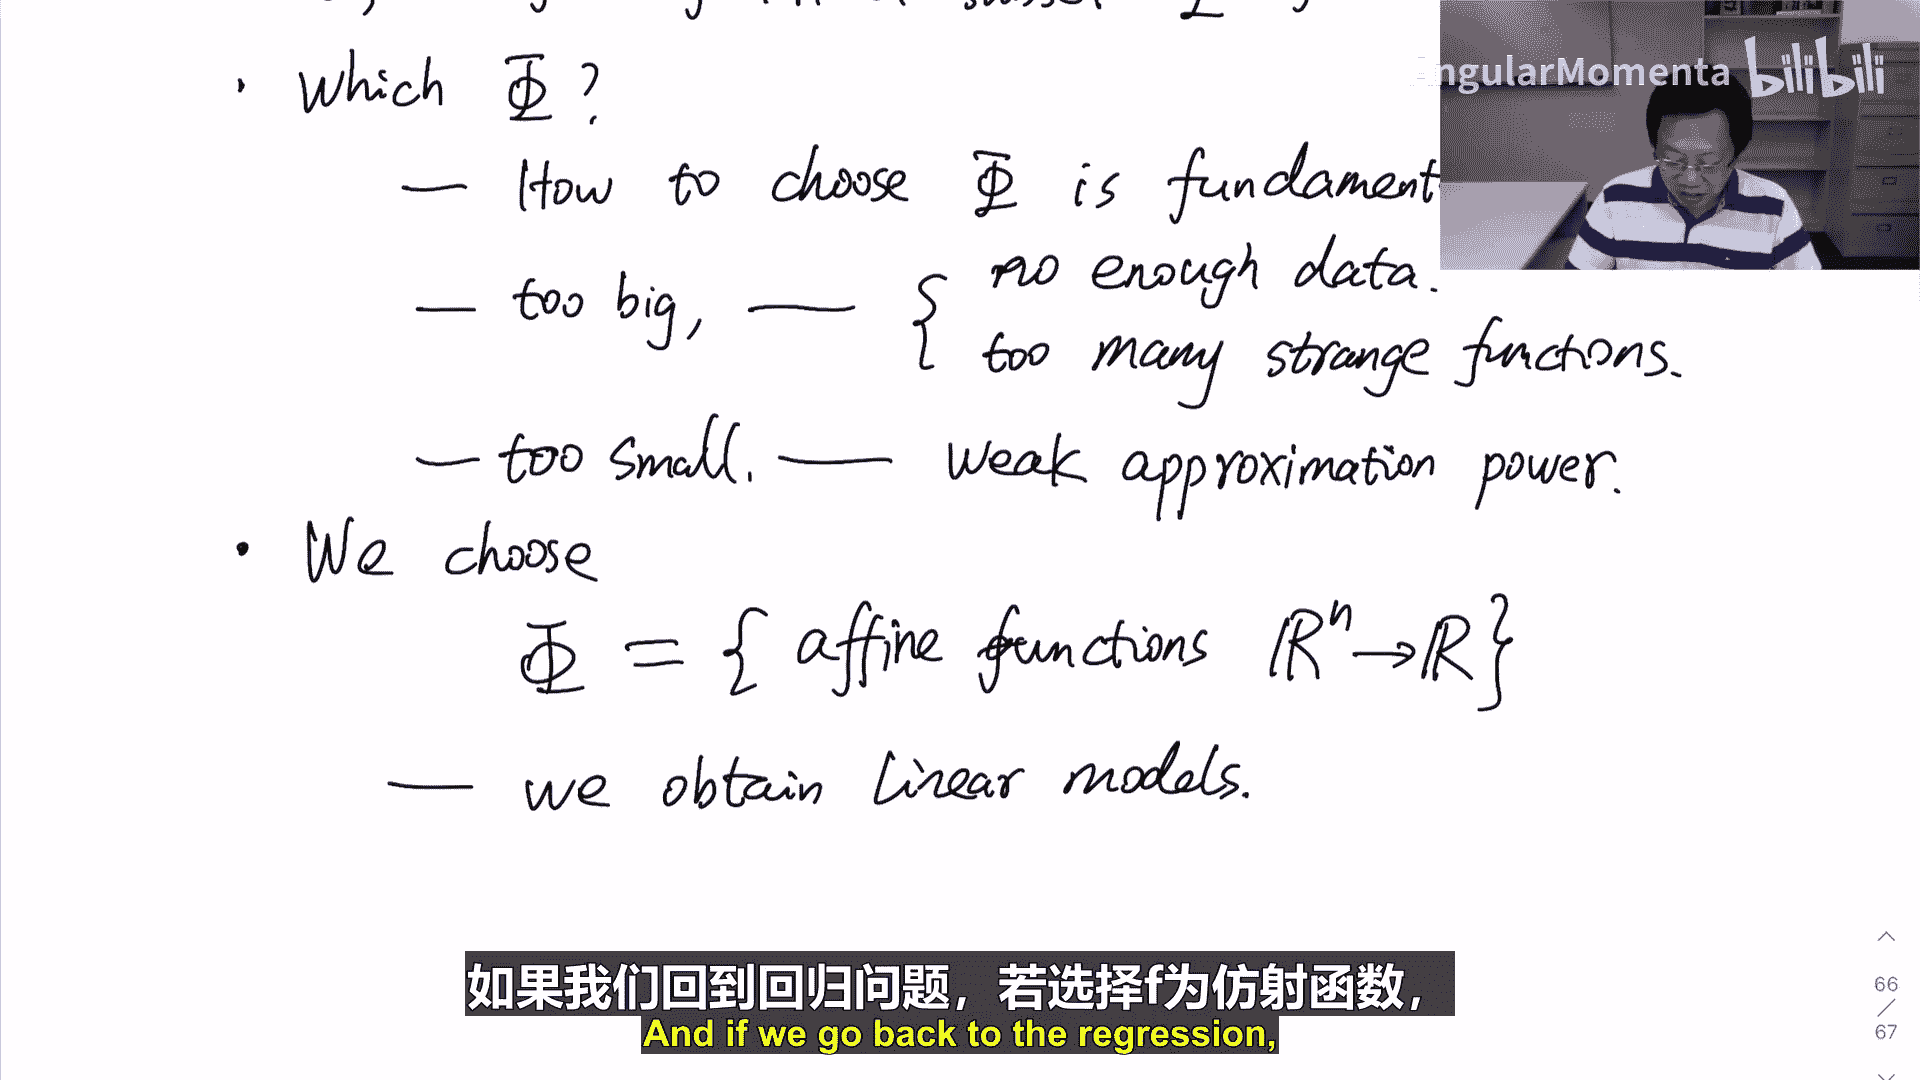 · Which Φ?
ngularMomenta bilibili
— How to choose Φ is fundament
— too big, — { no enough data.
too many strange functions.
— too small. — weak approximation power.
· We choose
Φ = { affine functions ℝⁿ → ℝ }
— we obtain linear models.
如果我们回到回归问题，若选择f为仿射函数，
And if we go back to the regression,
66
/
67